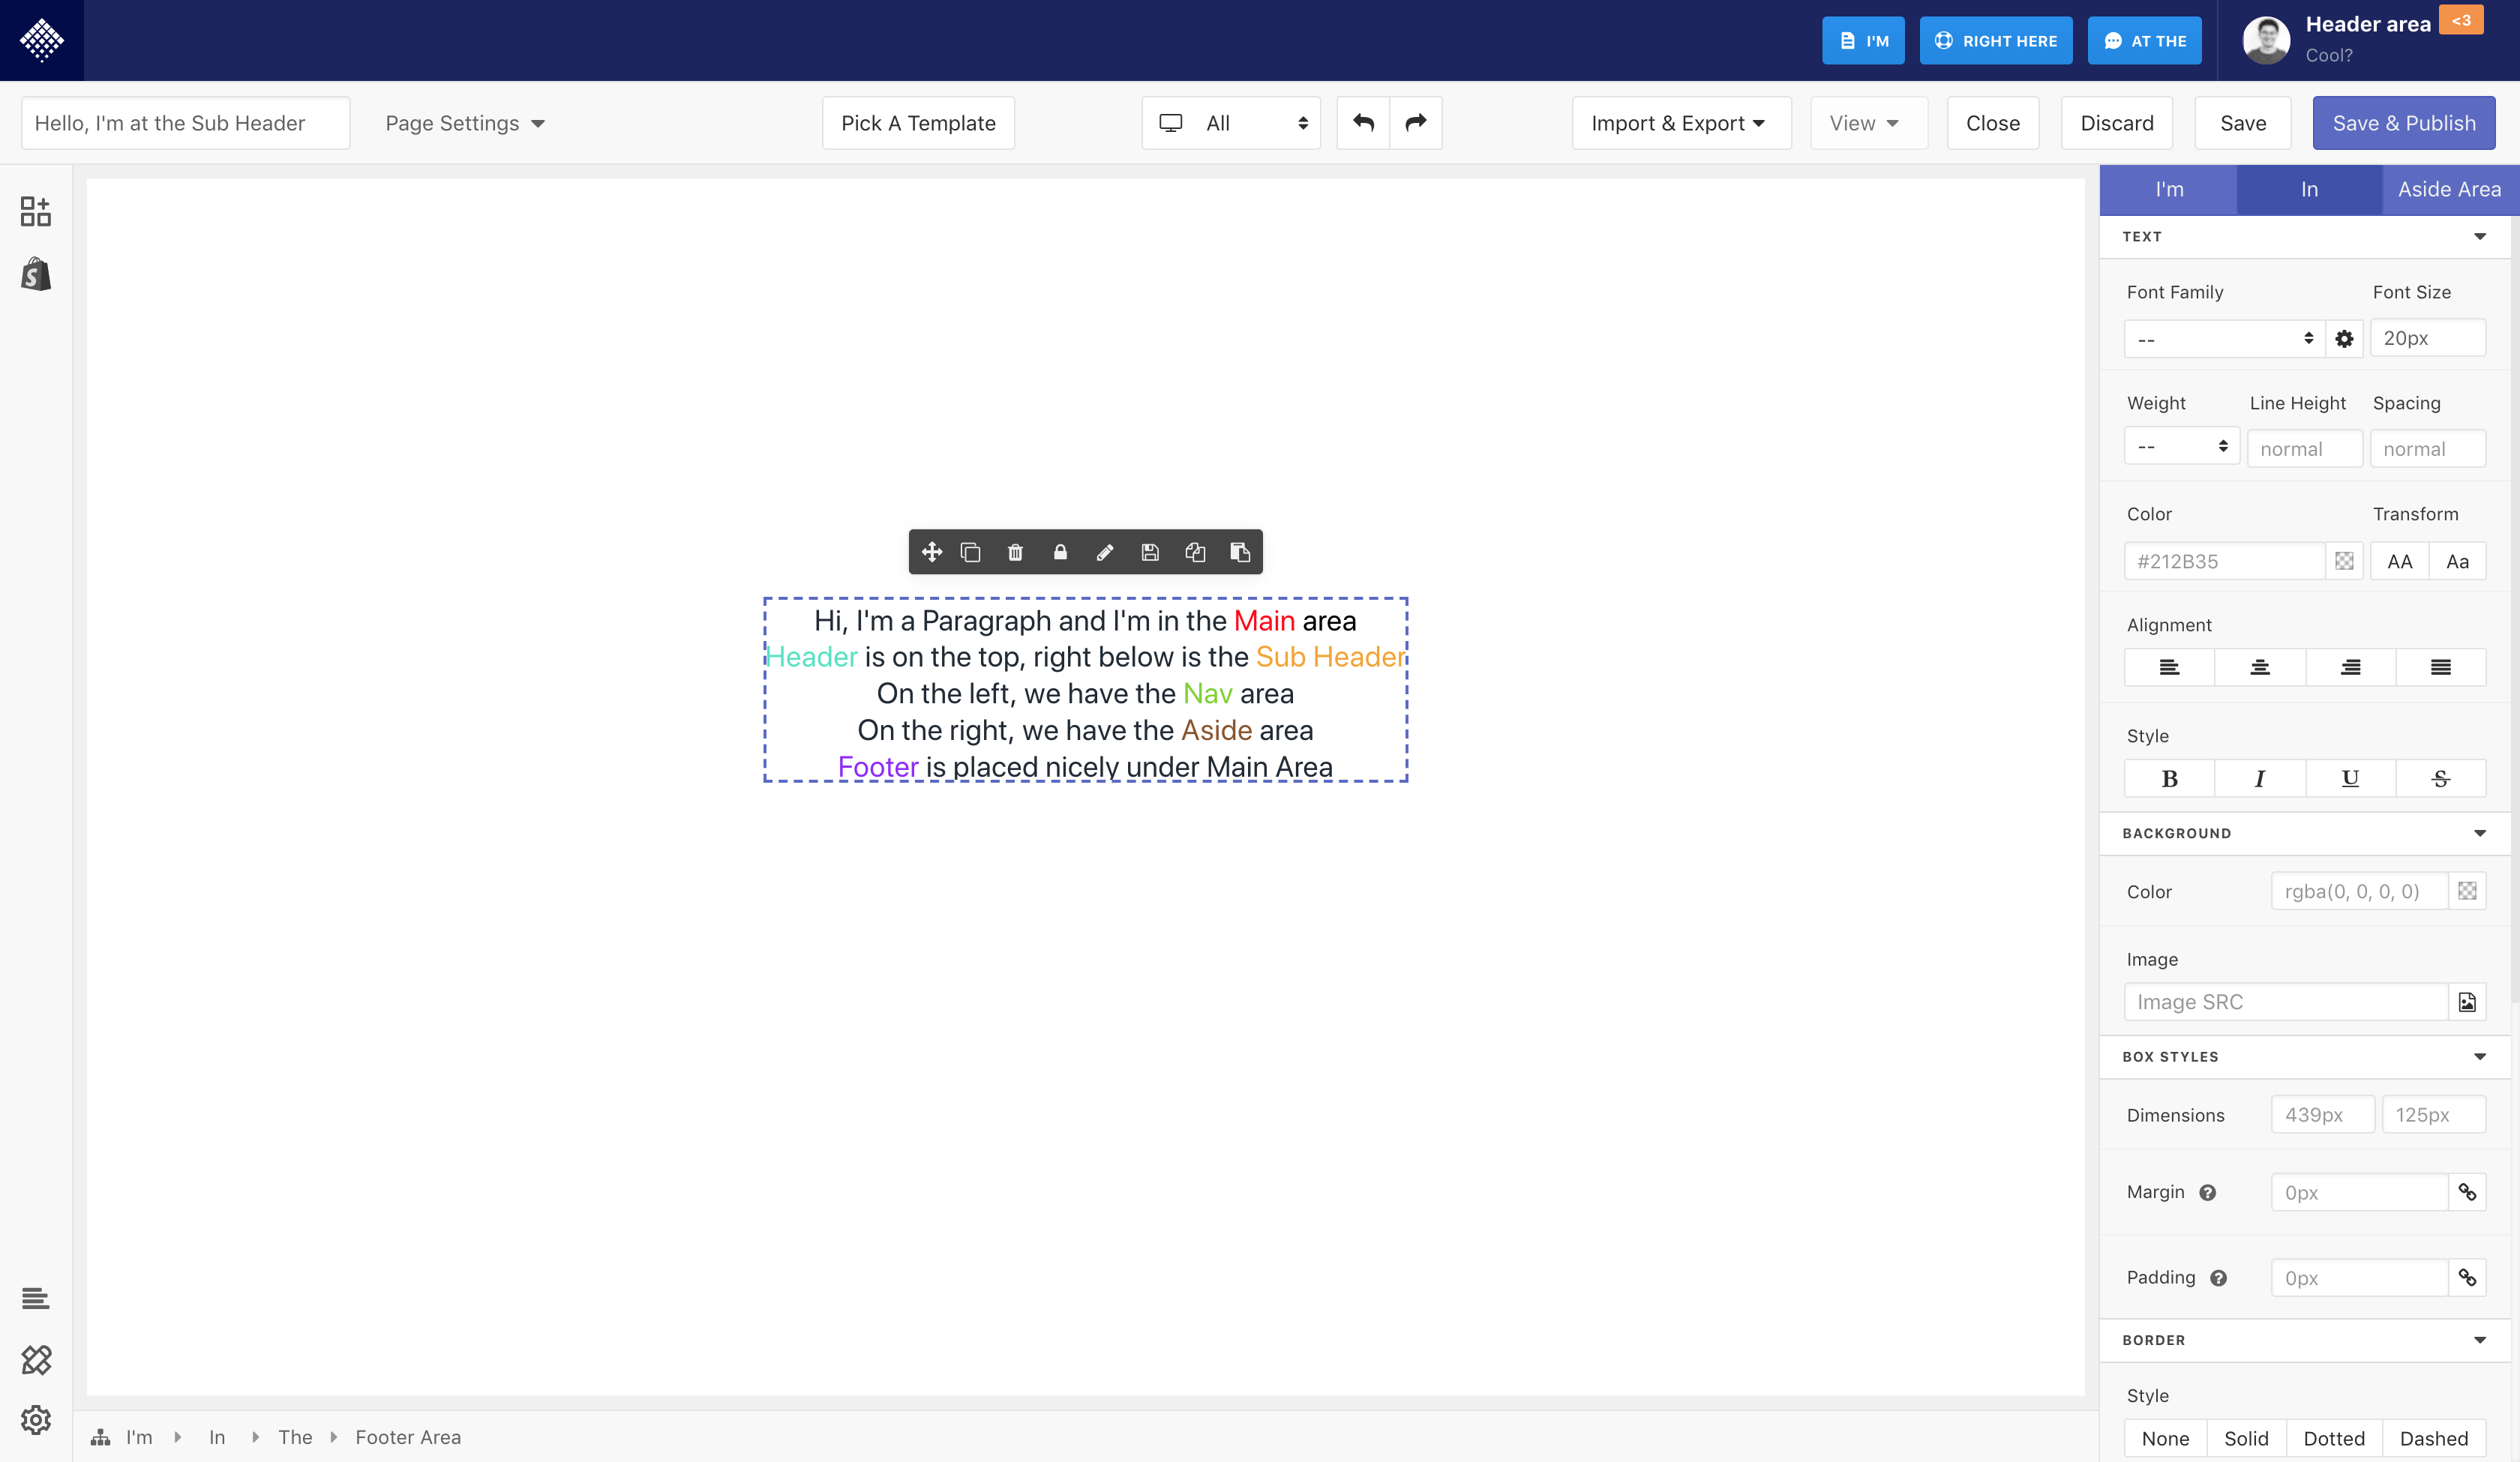 I'M
RIGHT HERE
AT THE
Header area
<3
Cool?
Hello, I'm at the Sub Header
Page Settings
Pick A Template
All
Import & Export
View
Close
Discard
Save
Save & Publish
I'm
In
Aside Area
TEXT
Font Family
Font Size
--
20px
Weight
Line Height
Spacing
--
normal
normal
Color
Transform
#212B35
AA
Aa
Alignment
Style
B
I
U
S
BACKGROUND
Color
rgba(0, 0, 0, 0)
Image
Image SRC
BOX STYLES
Dimensions
439px
125px
Margin
?
0px
Padding
?
0px
BORDER
Style
None
Solid
Dotted
Dashed
Hi, I'm a Paragraph and I'm in the Main area
Header is on the top, right below is the Sub Header
On the left, we have the Nav area
On the right, we have the Aside area
Footer is placed nicely under Main Area
I'm
In
The
Footer Area